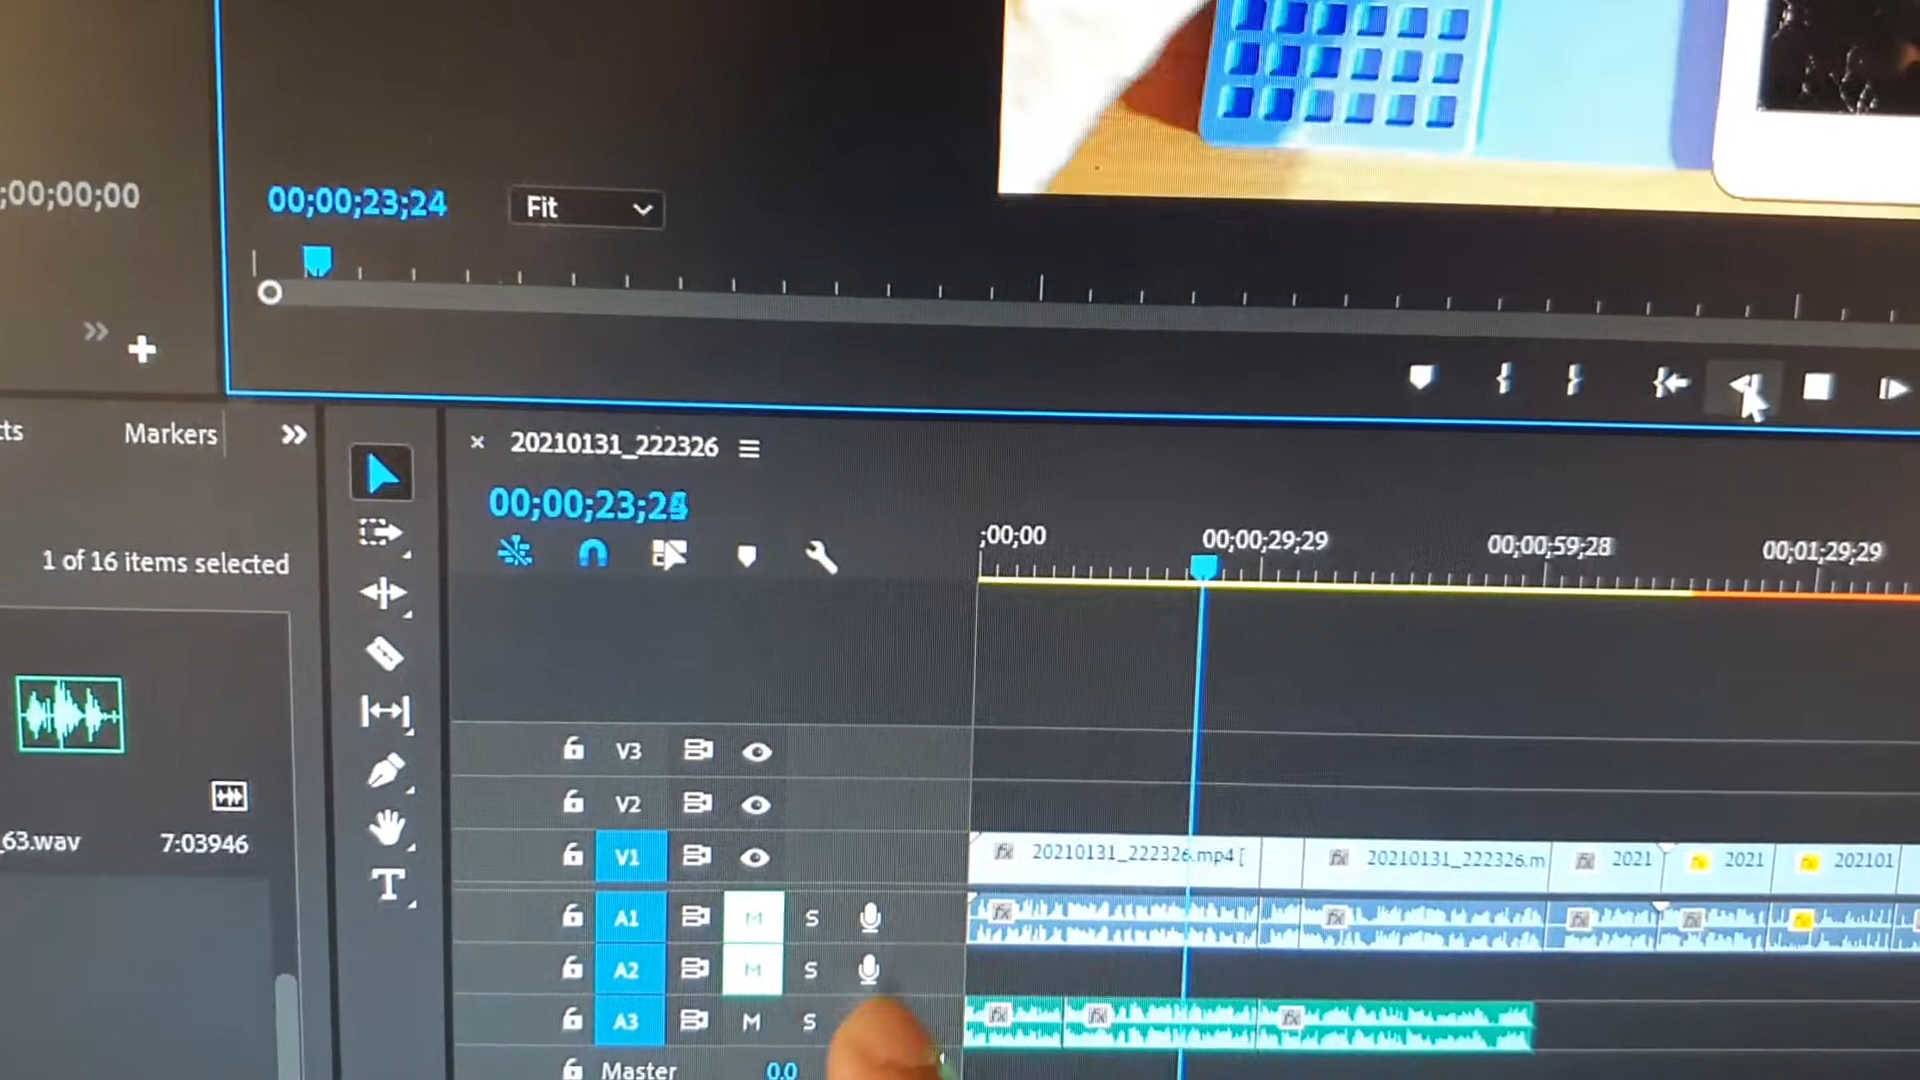 ;00;00;00
00;00;23;24
Fit
Markers
20210131_222326
00;00;23;24
1 of 16 items selected
;00;00
00;00;29;29
00;00;59;28
00;01;29;29
V3
V2
V1
20210131_222326.mp4 [
20210131_222326.m
2021
2021
202101
A1
M
S
A2
M
S
A3
M
S
_63.wav
7:03946
Master
0.0